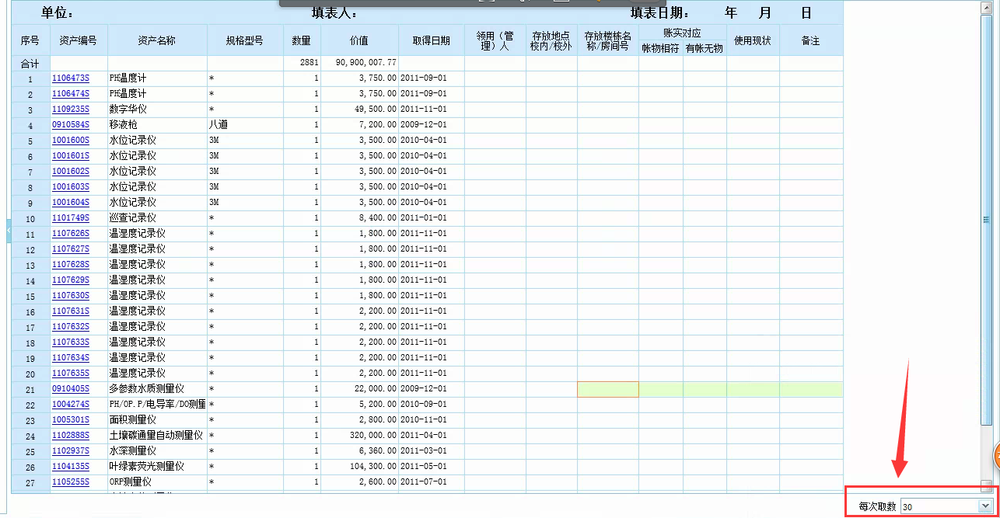 单位： 填表人： 填表日期： 年 月 日
序号 资产编号 资产名称 规格型号 数量 价值 取得日期 领用（管理）人 存放地点校内/校外 存放楼栋名称/房间号 账实对应 使用现状 备注
帐物相符 有帐无物
合计 2881 90,900,007.77
1 1106473S PH温度计 * 1 3,750.00 2011-09-01
2 1106474S PH温度计 * 1 3,750.00 2011-09-01
3 1109235S 数字华仪 * 1 49,500.00 2011-11-01
4 0910584S 移液枪 八道 1 7,200.00 2009-12-01
5 1001600S 水位记录仪 3M 1 3,500.00 2010-04-01
6 1001601S 水位记录仪 3M 1 3,500.00 2010-04-01
7 1001602S 水位记录仪 3M 1 3,500.00 2010-04-01
8 1001603S 水位记录仪 3M 1 3,500.00 2010-04-01
9 1001604S 水位记录仪 3M 1 3,500.00 2010-04-01
10 1101749S 巡查记录仪 * 1 8,400.00 2011-01-01
11 1107626S 温湿度记录仪 * 1 1,800.00 2011-11-01
12 1107627S 温湿度记录仪 * 1 1,800.00 2011-11-01
13 1107628S 温湿度记录仪 * 1 1,800.00 2011-11-01
14 1107629S 温湿度记录仪 * 1 1,800.00 2011-11-01
15 1107630S 温湿度记录仪 * 1 1,800.00 2011-11-01
16 1107631S 温湿度记录仪 * 1 2,200.00 2011-11-01
17 1107632S 温湿度记录仪 * 1 2,200.00 2011-11-01
18 1107633S 温湿度记录仪 * 1 2,200.00 2011-11-01
19 1107634S 温湿度记录仪 * 1 2,200.00 2011-11-01
20 1107635S 温湿度记录仪 * 1 2,200.00 2011-11-01
21 0910405S 多参数水质测量仪 * 1 22,000.00 2009-12-01
22 1004274S PH/OP.P/电导率/DO测量 * 1 5,200.00 2010-09-01
23 1005301S 面积测量仪 * 1 2,800.00 2010-11-01
24 1102888S 土壤碳通量自动测量仪 * 1 320,000.00 2011-04-01
25 1102937S 水深测量仪 * 1 6,360.00 2011-03-01
26 1104135S 叶绿素荧光测量仪 * 1 104,300.00 2011-05-01
27 1105255S ORP测量仪 * 1 2,600.00 2011-07-01
每次取数 30